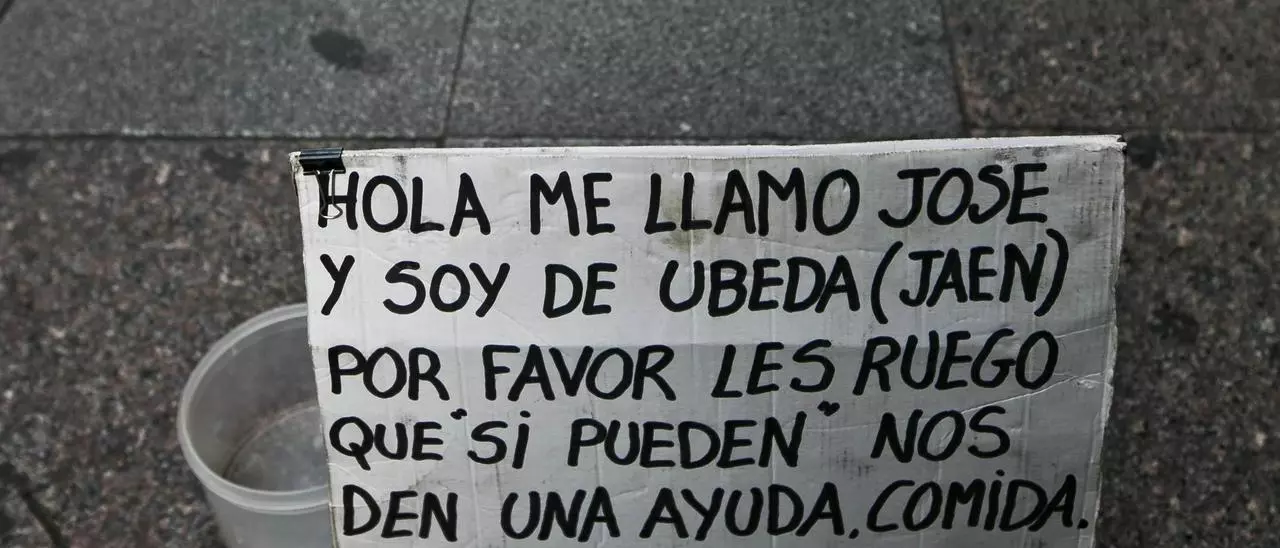 HOLA ME LLAMO JOSE
Y SOY DE UBEDA (JAEN)
POR FAVOR LES RUEGO
QUE "Si PUEDEN" NOS
DEN UNA AYUDA. COMiDA.